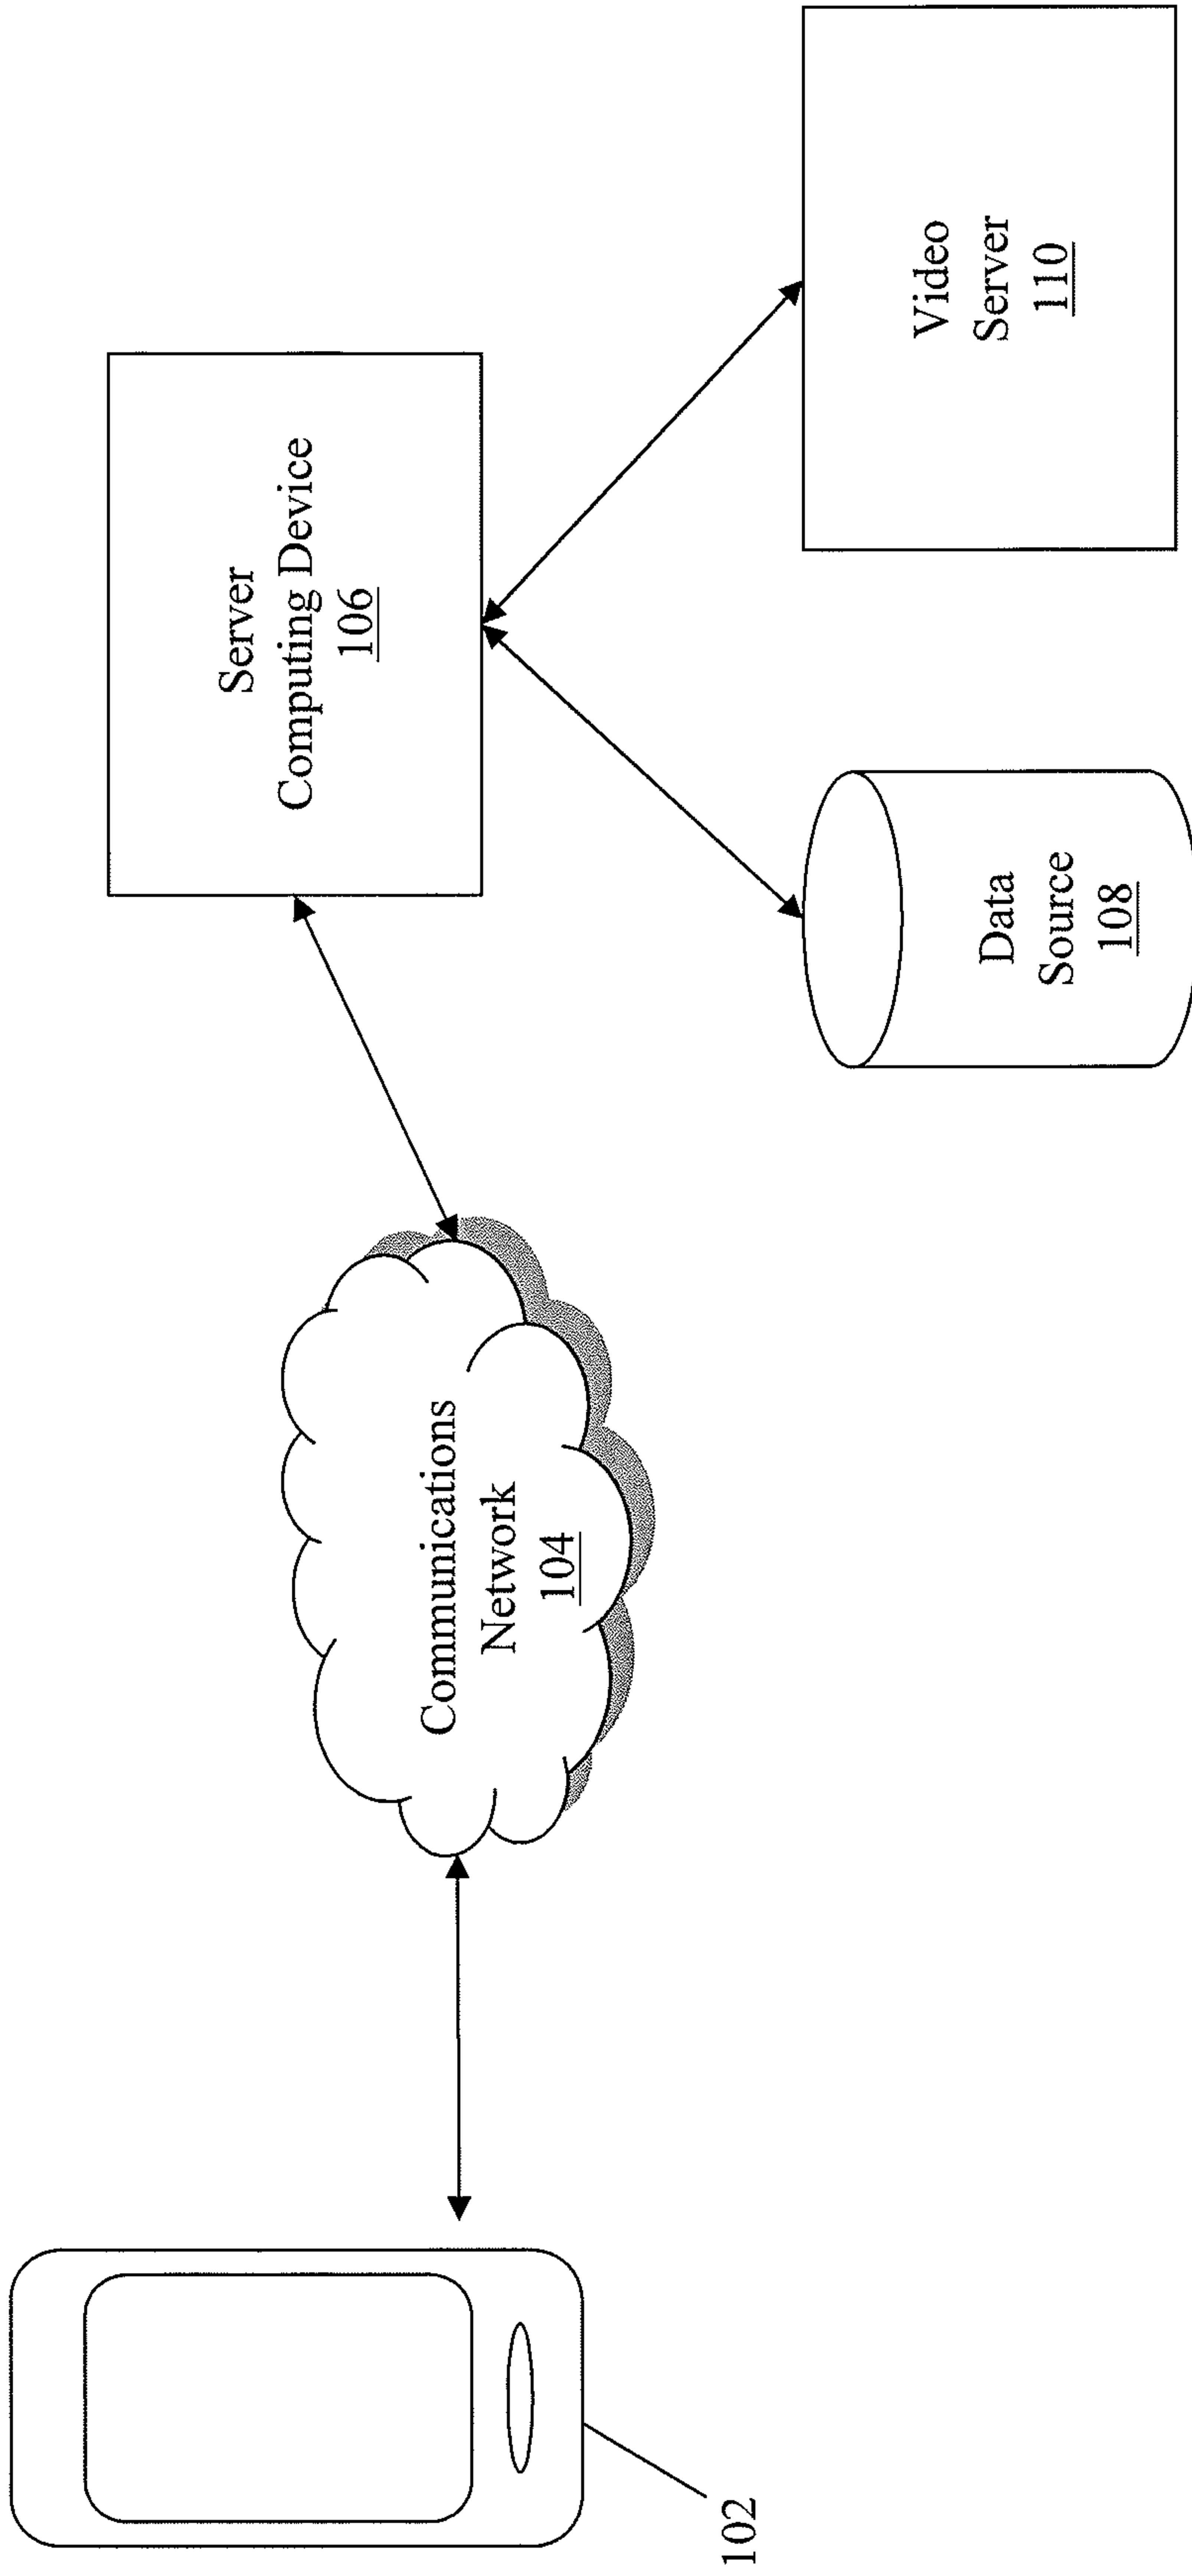 102
Communications
Network
104
Server
Computing Device
106
Data
Source
108
Video
Server
110